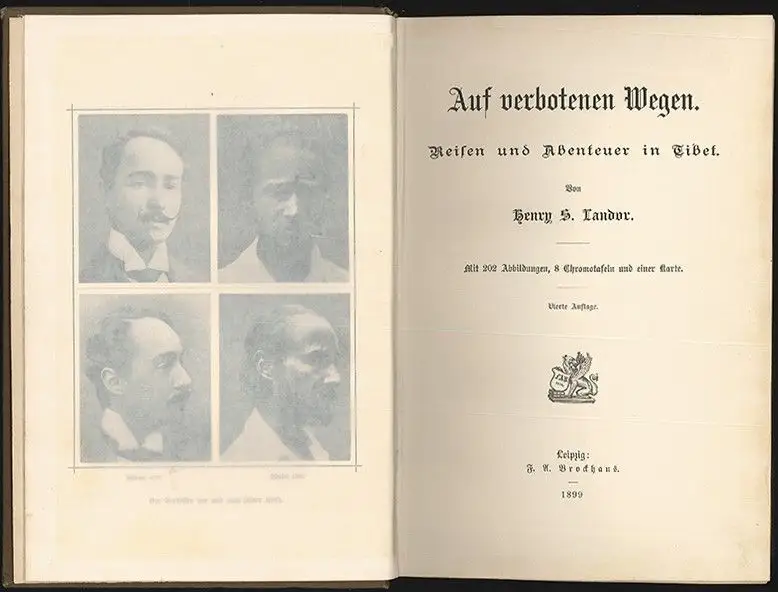 Auf verbotenen Wegen.
Reisen und Abenteuer in Tibet.
Von
Henry S. Landor.
Mit 202 Abbildungen, 8 Chromotafeln und einer Karte.
Vierte Auflage.
Leipzig:
F. A. Brockhaus.
1899